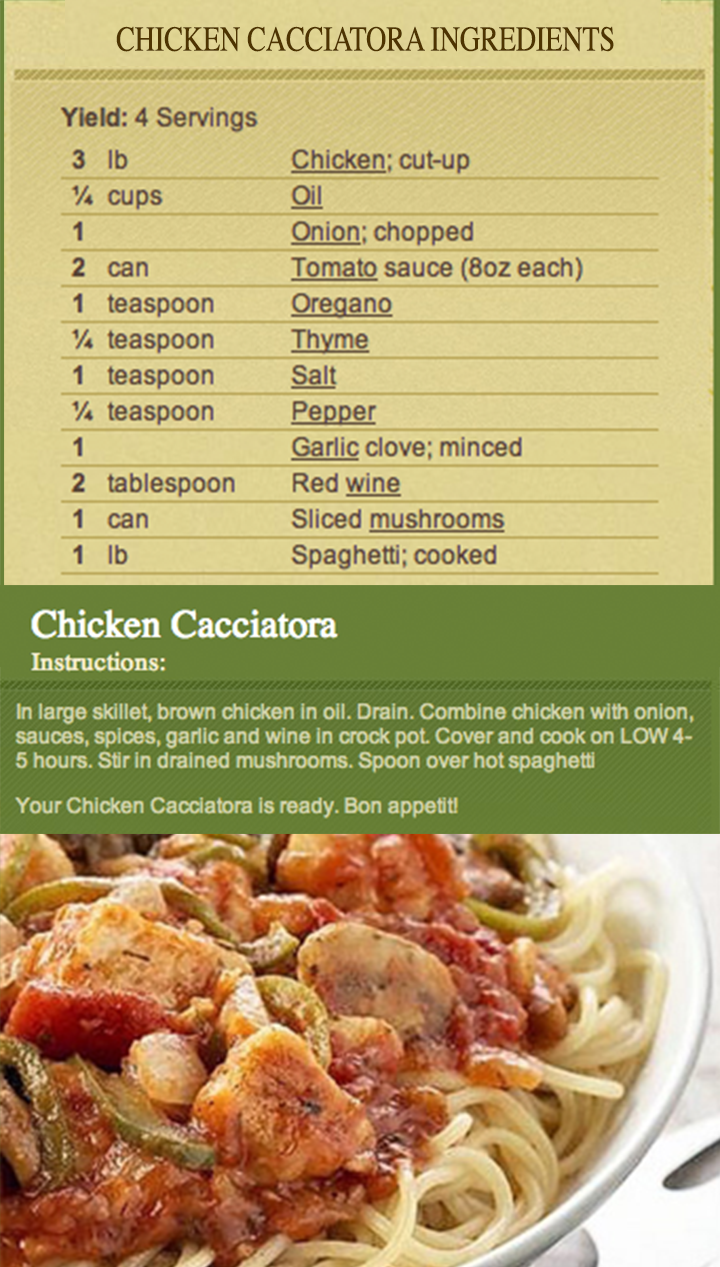 CHICKEN CACCIATORA INGREDIENTS
Yield: 4 Servings
3 lb Chicken; cut-up
¼ cups Oil
1 Onion; chopped
2 can Tomato sauce (8oz each)
1 teaspoon Oregano
¼ teaspoon Thyme
1 teaspoon Salt
¼ teaspoon Pepper
1 Garlic clove; minced
2 tablespoon Red wine
1 can Sliced mushrooms
1 lb Spaghetti; cooked
Chicken Cacciatora
Instructions:
In large skillet, brown chicken in oil. Drain. Combine chicken with onion,
sauces, spices, garlic and wine in crock pot. Cover and cook on LOW 4-
5 hours. Stir in drained mushrooms. Spoon over hot spaghetti
Your Chicken Cacciatora is ready. Bon appetit!